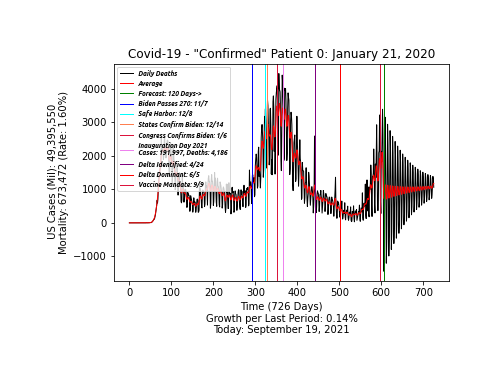 Covid-19 - "Confirmed" Patient 0: January 21, 2020
US Cases (Mil): 49,395,550
Mortality: 673,472 (Rate: 1.60%)
4000
3000
2000
1000
0
−1000
Daily Deaths
Average
Forecast: 120 Days->
Biden Passes 270: 11/7
Safe Harbor: 12/8
States Confirm Biden: 12/14
Congress Confirms Biden: 1/6
Inauguration Day 2021
Cases: 191,997, Deaths: 4,186
Delta Identified: 4/24
Delta Dominate: 6/3
Vaccine Mandate: 9/9
0 100 200 300 400 500 600 700
Time (726 Days)
Growth per Last Period: 0.14%
Today: September 19, 2021